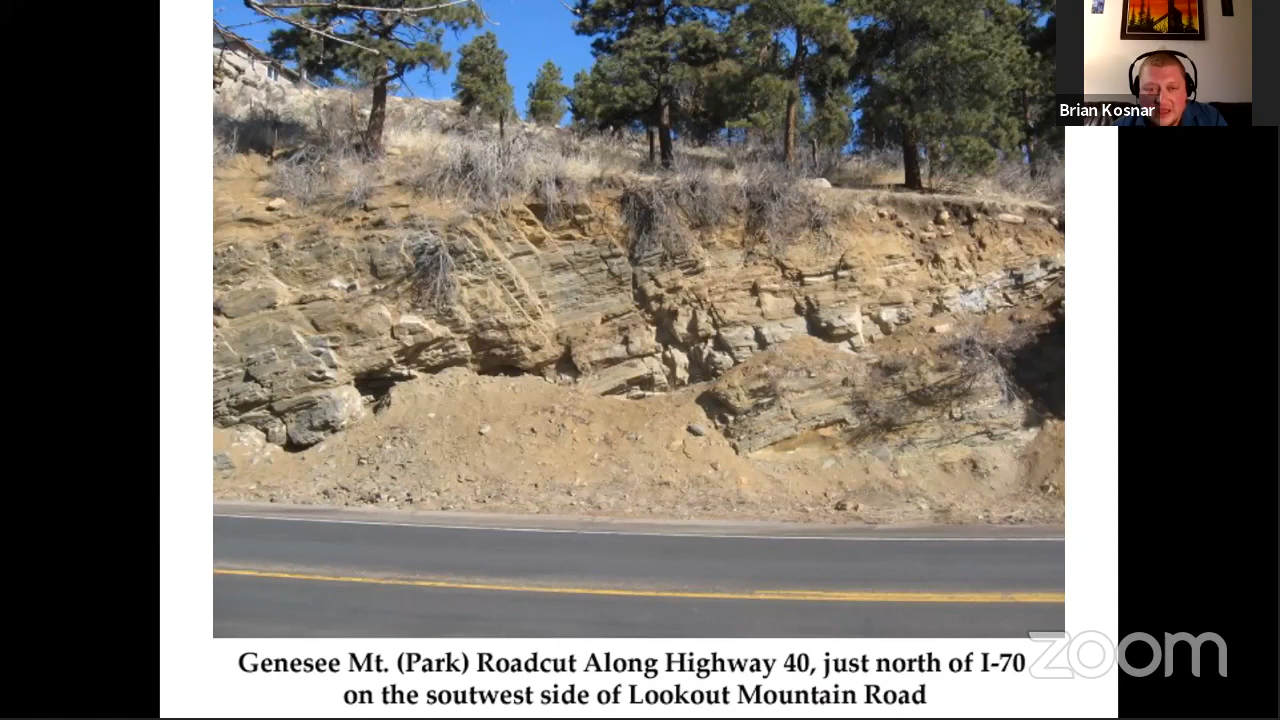 Brian Kosnar
zoom
Genesee Mt. (Park) Roadcut Along Highway 40, just north of I-70
on the soutwest side of Lookout Mountain Road